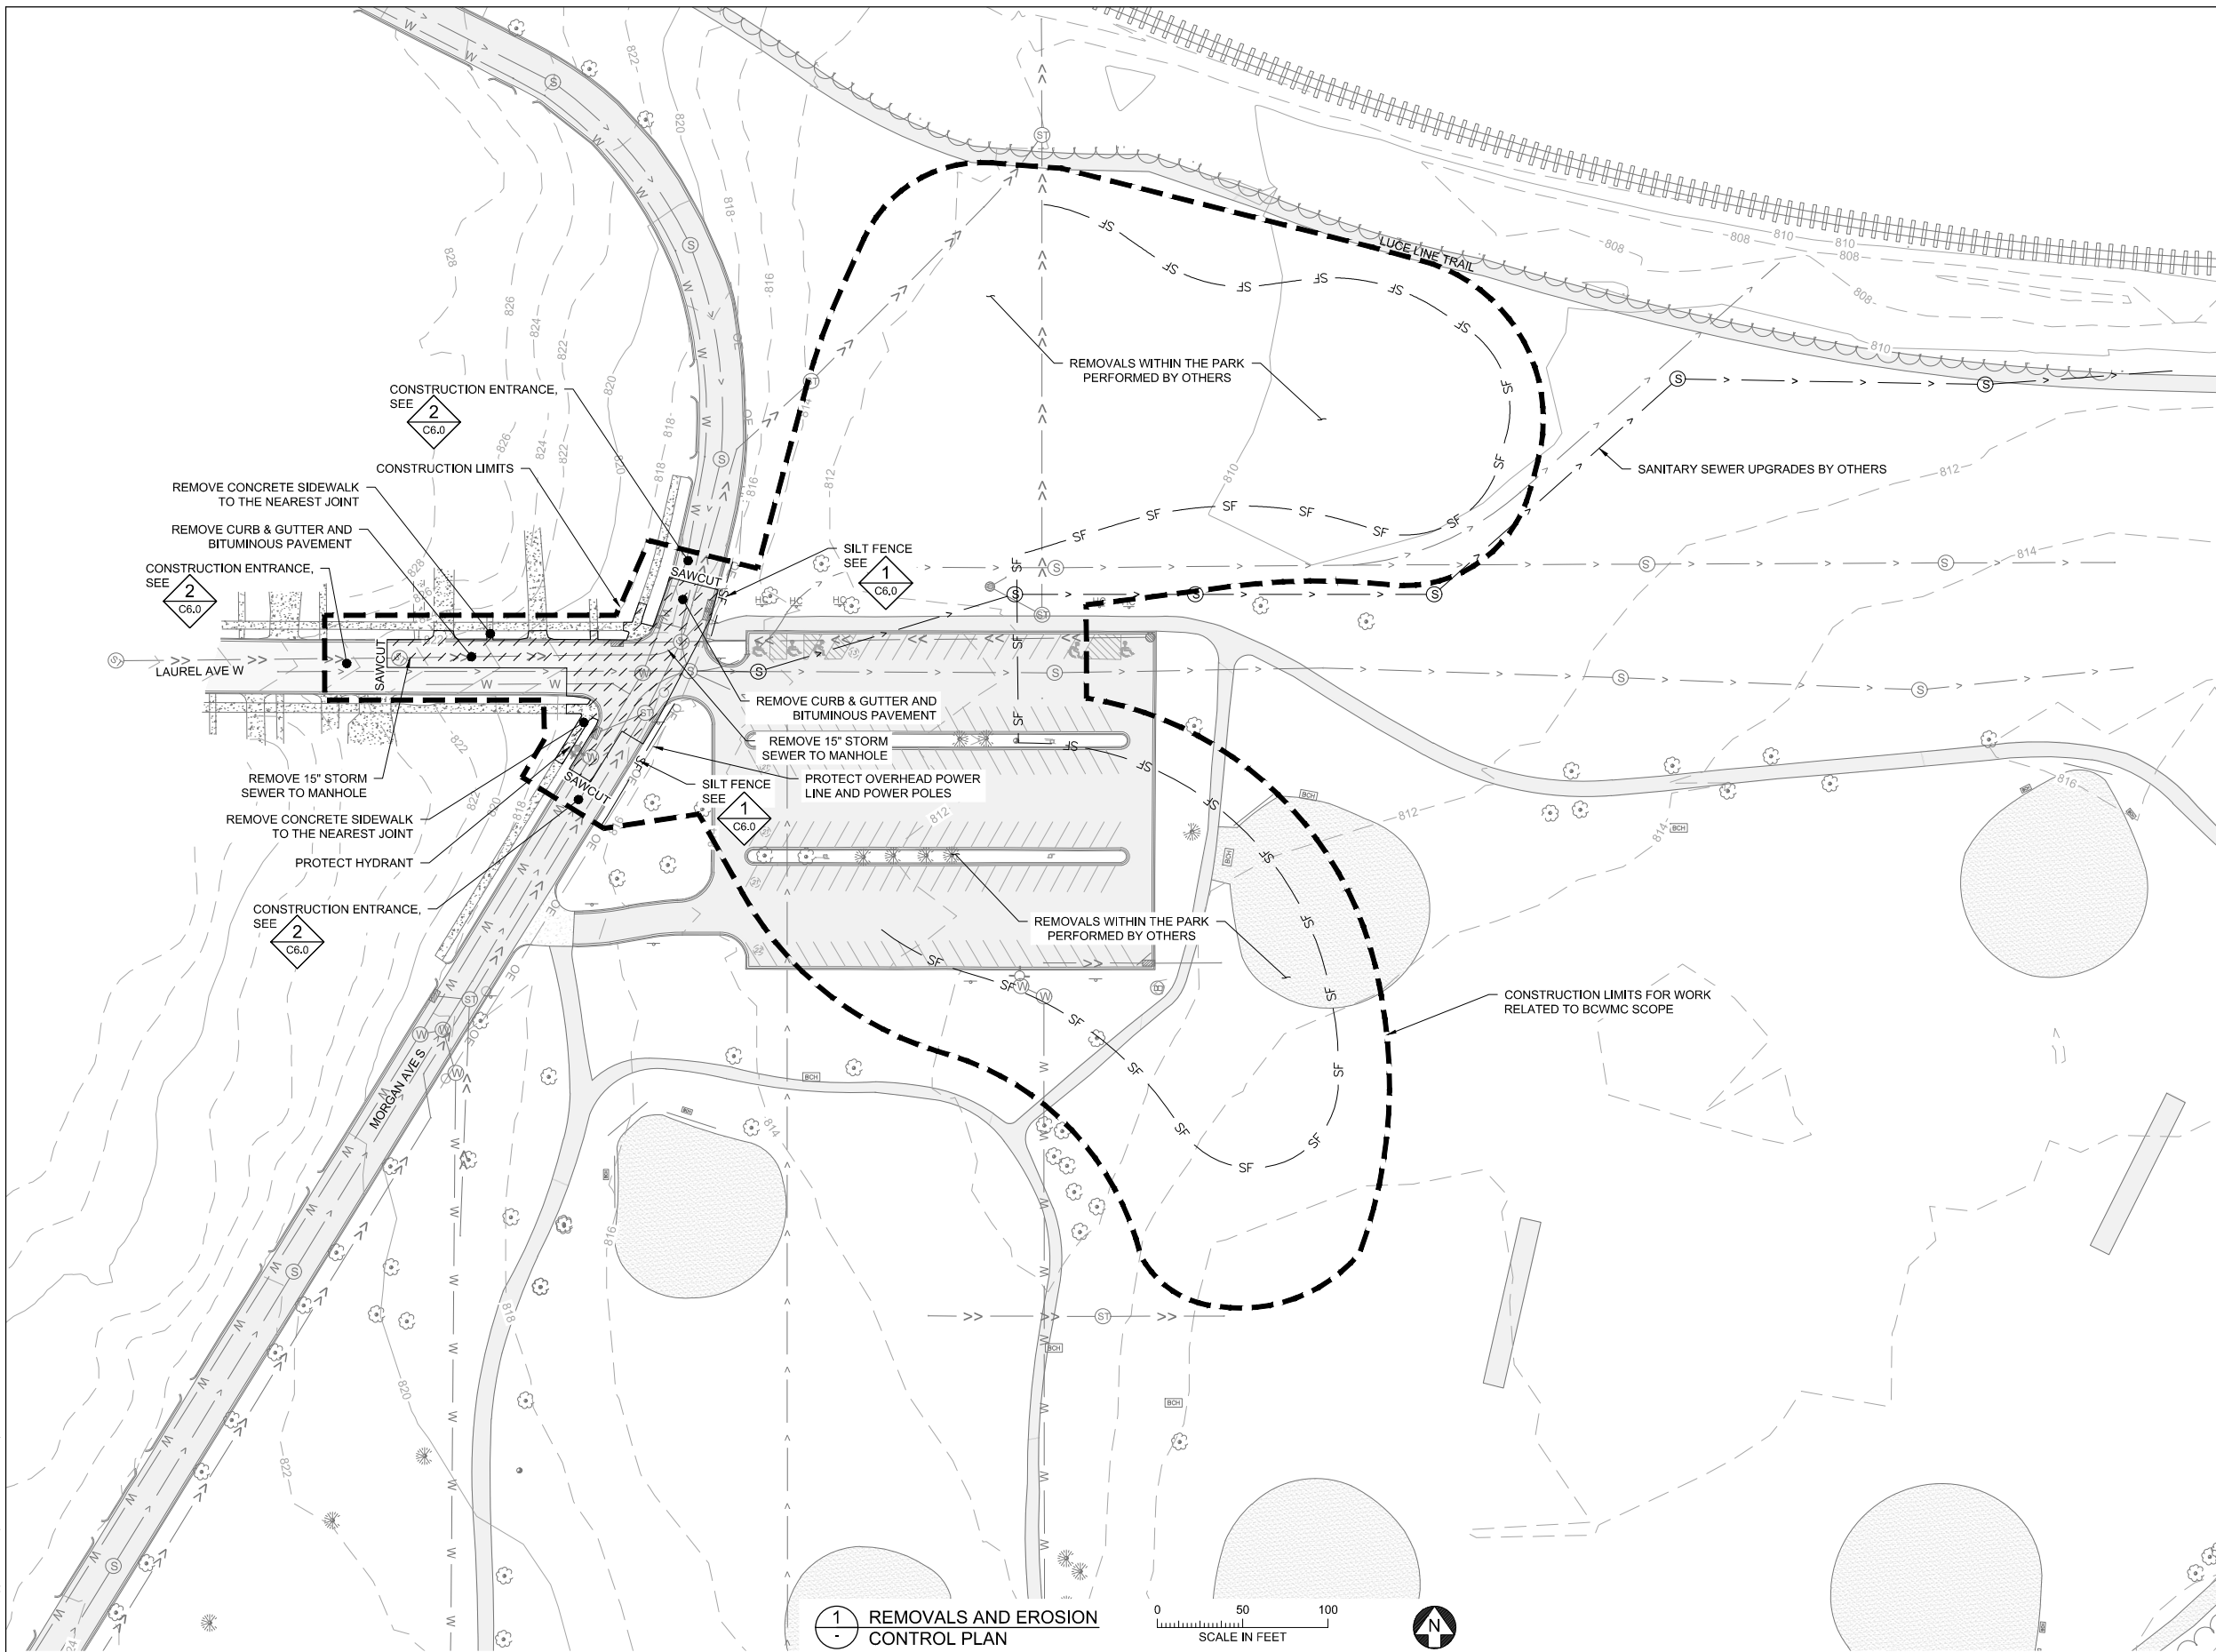 LUCE LINE TRAIL
CONSTRUCTION ENTRANCE,
SEE
2
C6.0
CONSTRUCTION LIMITS
REMOVE CONCRETE SIDEWALK
TO THE NEAREST JOINT
REMOVE CURB & GUTTER AND
BITUMINOUS PAVEMENT
CONSTRUCTION ENTRANCE,
SEE
2
C6.0
REMOVALS WITHIN THE PARK
PERFORMED BY OTHERS
SANITARY SEWER UPGRADES BY OTHERS
SILT FENCE
SEE
1
C6.0
SAWCUT
SAWCUT
LAUREL AVE W
REMOVE CURB & GUTTER AND
BITUMINOUS PAVEMENT
REMOVE 15" STORM
SEWER TO MANHOLE
PROTECT OVERHEAD POWER
LINE AND POWER POLES
SILT FENCE
SEE
1
C6.0
SAWCUT
REMOVE 15" STORM
SEWER TO MANHOLE
REMOVE CONCRETE SIDEWALK
TO THE NEAREST JOINT
PROTECT HYDRANT
CONSTRUCTION ENTRANCE,
SEE
2
C6.0
REMOVALS WITHIN THE PARK
PERFORMED BY OTHERS
CONSTRUCTION LIMITS FOR WORK
RELATED TO BCWMC SCOPE
MORGAN AVE S
1
-
REMOVALS AND EROSION
CONTROL PLAN
0 50 100
SCALE IN FEET
N